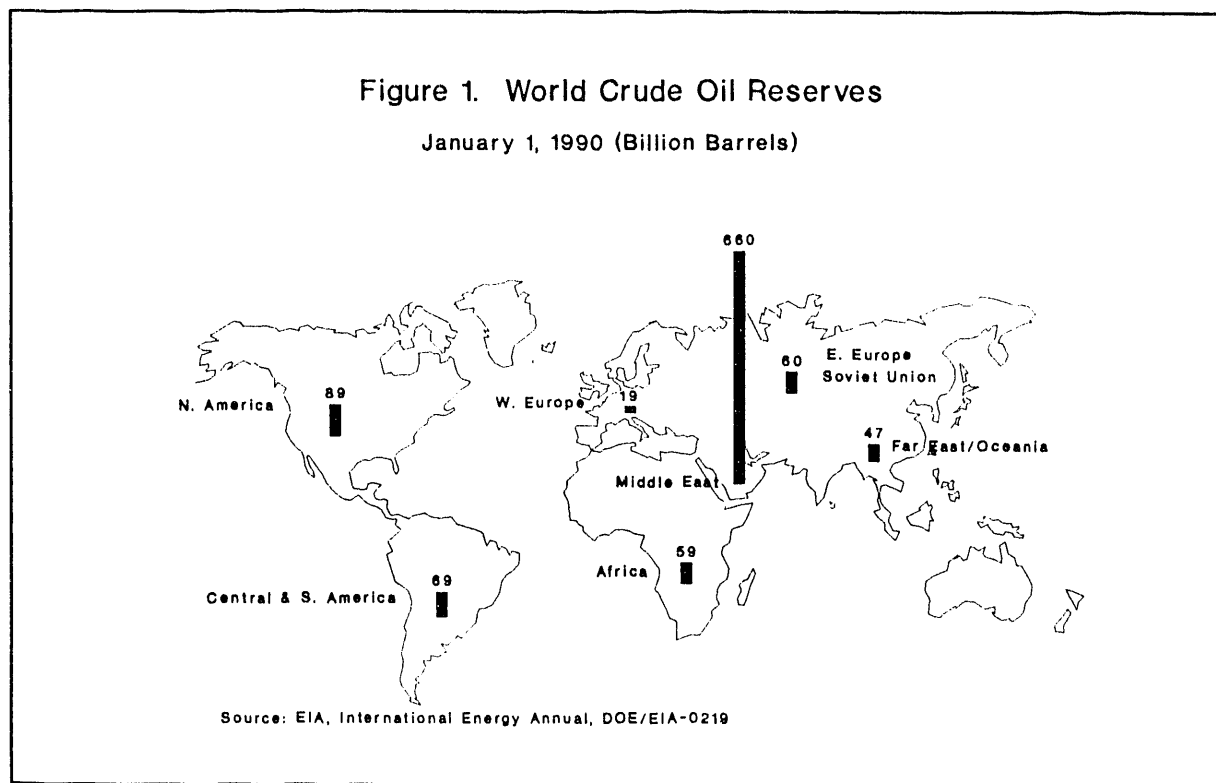 Figure 1. World Crude Oil Reserves
January 1, 1990 (Billion Barrels)
660
60
E. Europe
Soviet Union
89
N. America
W. Europe
19
47
Far East/Oceania
Middle East
59
Africa
69
Central & S. America
Source: EIA, International Energy Annual, DOE/EIA-0219